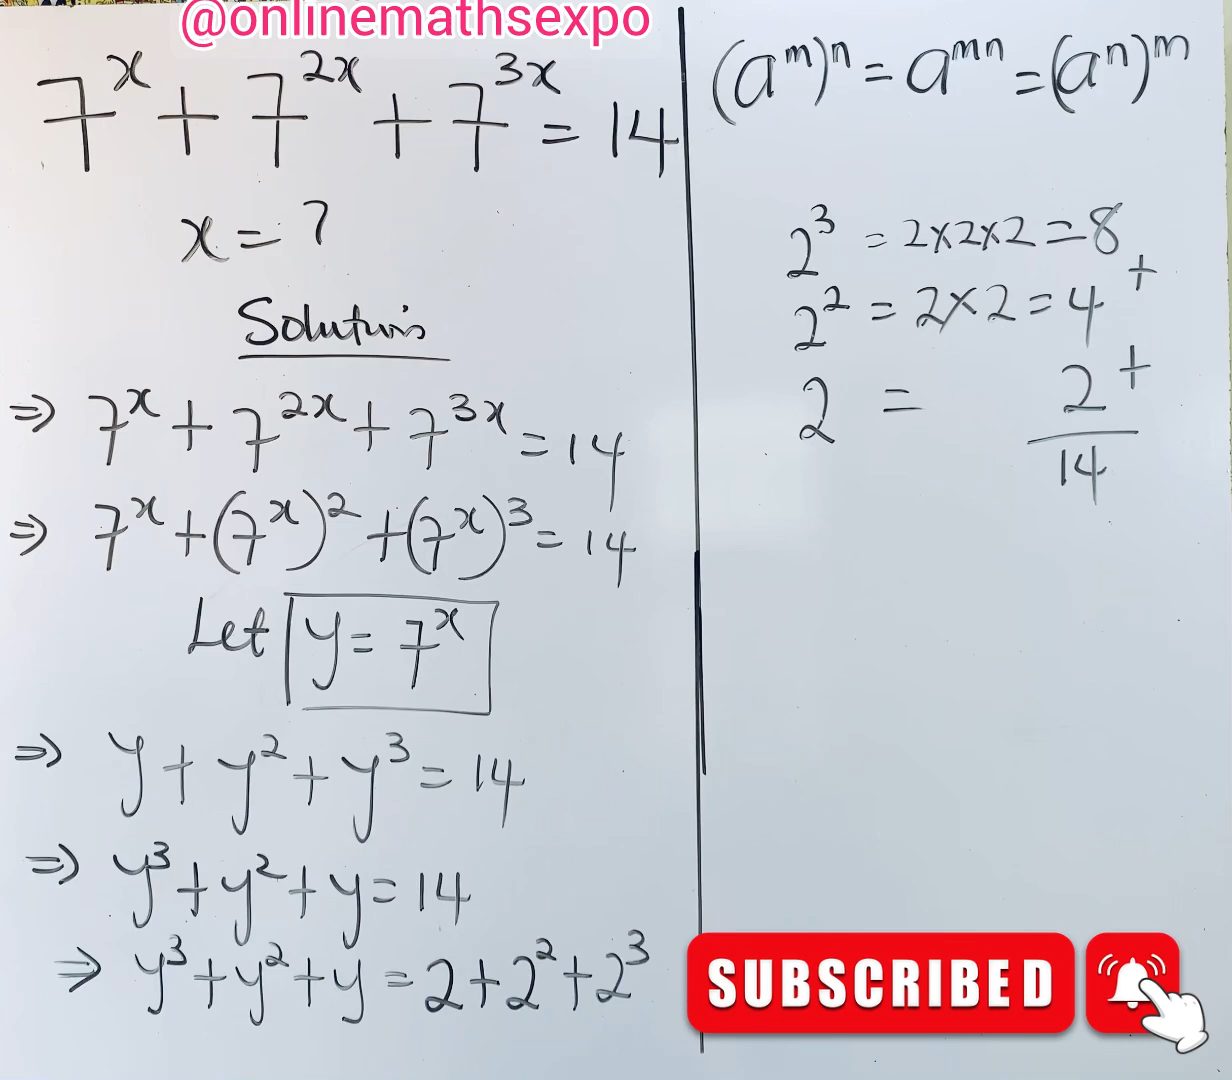 @onlinemathsexpo
7^x + 7^2x + 7^3x = 14
x = ?
Solution's
⇒ 7^x + 7^2x + 7^3x = 14
⇒ 7^x + (7^x)^2 + (7^x)^3 = 14
Let y = 7^x
⇒ y + y^2 + y^3 = 14
⇒ y^3 + y^2 + y = 14
⇒ y^3 + y^2 + y = 2 + 2^2 + 2^3
(a^m)^n = a^mn = (a^n)^m
2^3 = 2×2×2 = 8
+
2^2 = 2×2 = 4
+
2 = 2
14
SUBSCRIBED